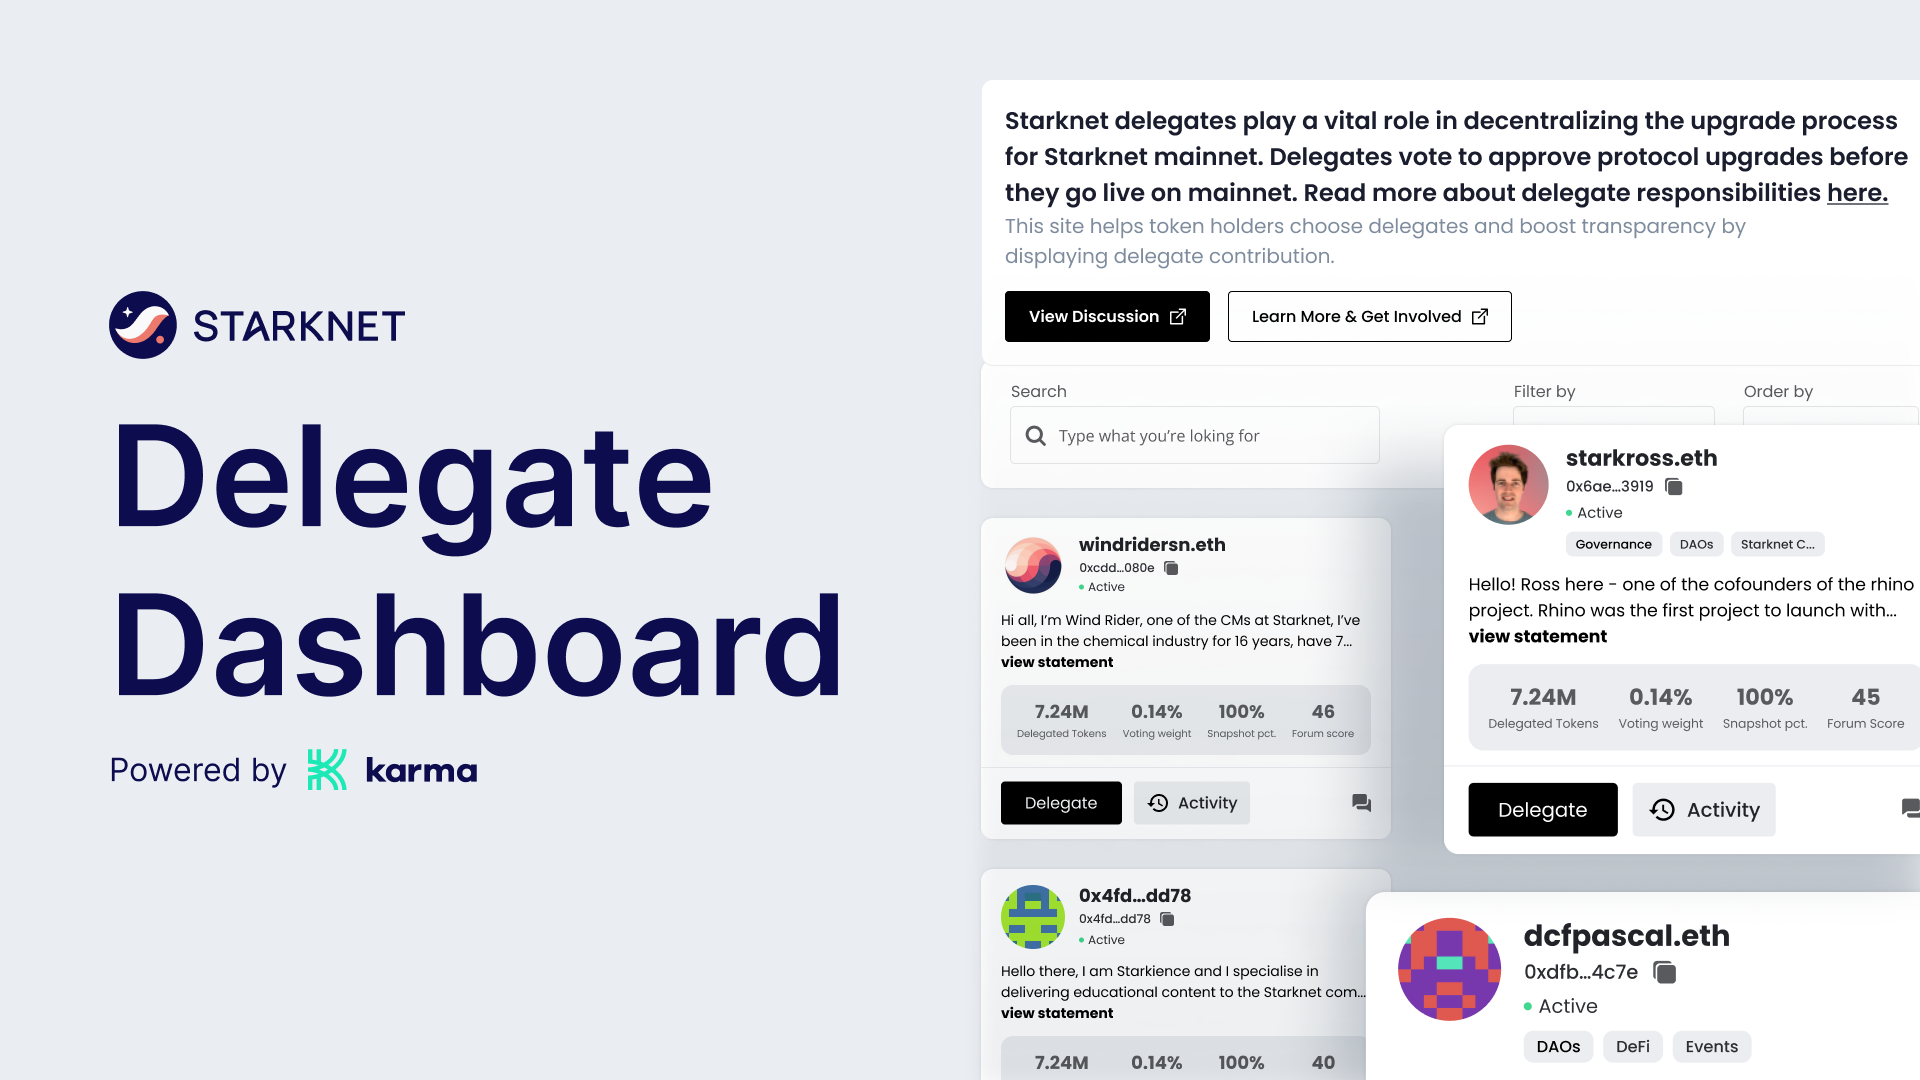 STARKNET
Delegate
Dashboard
Powered by karma
Starknet delegates play a vital role in decentralizing the upgrade process
for Starknet mainnet. Delegates vote to approve protocol upgrades before
they go live on mainnet. Read more about delegate responsibilities here.
This site helps token holders choose delegates and boost transparency by
displaying delegate contribution.
View Discussion
Learn More & Get Involved
Search
Filter by
Order by
Type what you’re loking for
windridersn.eth
0xcdd...080e
Active
Hi all, I’m Wind Rider, one of the CMs at Starknet, I’ve
been in the chemical industry for 16 years, have 7...
view statement
7.24M 0.14% 100% 46
Delegated Tokens Voting weight Snapshot pct. Forum score
Delegate
Activity
starkross.eth
0x6ae...3919
Active
Governance DAOs Starknet C...
Hello! Ross here - one of the cofounders of the rhino
project. Rhino was the first project to launch with...
view statement
7.24M 0.14% 100% 45
Delegated Tokens Voting weight Snapshot pct. Forum Score
Delegate
Activity
0x4fd...dd78
0x4fd...dd78
Active
Hello there, I am Starkience and I specialise in
delivering educational content to the Starknet com...
view statement
7.24M 0.14% 100% 40
dcfpascal.eth
0xdfb...4c7e
Active
DAOs DeFi Events